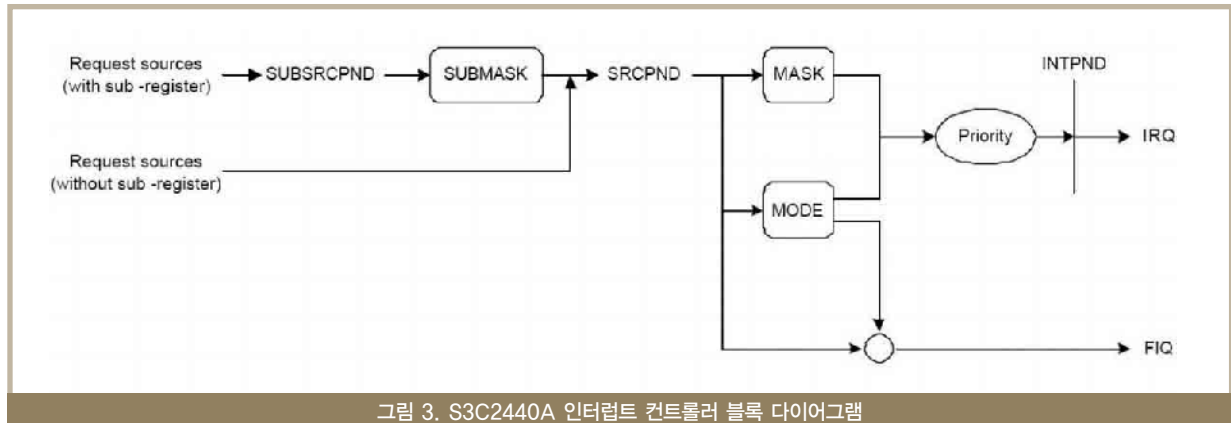 Request sources
(with sub -register)
SUBSRCPND
SUBMASK
SRCPND
MASK
INTPND
Priority
IRQ
Request sources
(without sub -register)
MODE
FIQ
그림 3. S3C2440A 인터럽트 컨트롤러 블록 다이어그램